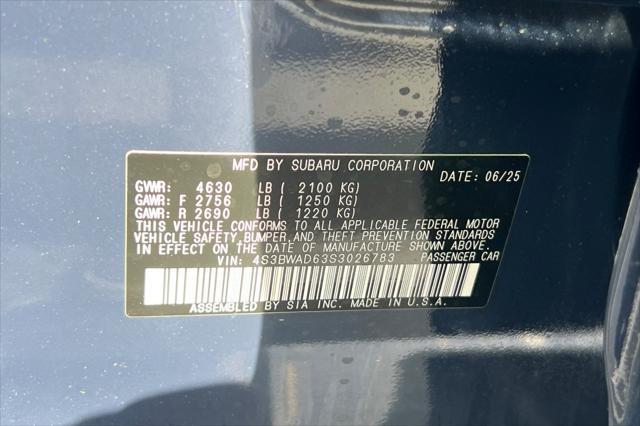 MFD BY SUBARU CORPORATION
DATE: 06/25
GVWR: 4630 LB ( 2100 KG)
GAWR: F 2756 LB ( 1250 KG)
GAWR: R 2690 LB ( 1220 KG)
THIS VEHICLE CONFORMS TO ALL APPLICABLE FEDERAL MOTOR
VEHICLE SAFETY, BUMPER, AND THEFT PREVENTION STANDARDS
IN EFFECT ON THE DATE OF MANUFACTURE SHOWN ABOVE.
VIN: 4S3BWAD63S3026783 PASSENGER CAR
ASSEMBLED BY SIA INC. MADE IN U.S.A.